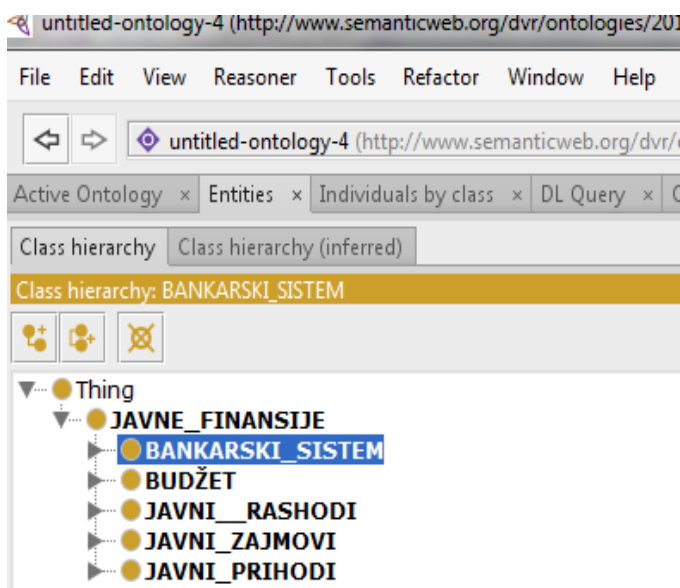 untitled-ontology-4 (http://www.semanticweb.org/dvr/ontologies/201
File Edit View Reasoner Tools Refactor Window Help
untitled-ontology-4 (http://www.semanticweb.org/dvr/
Active Ontology × Entities × Individuals by class × DL Query ×
Class hierarchy Class hierarchy (inferred)
Class hierarchy: BANKARSKI_SISTEM
Thing
JAVNE_FINANSIJE
BANKARSKI_SISTEM
BUDŽET
JAVNI__RASHODI
JAVNI_ZAJMOVI
JAVNI_PRIHODI